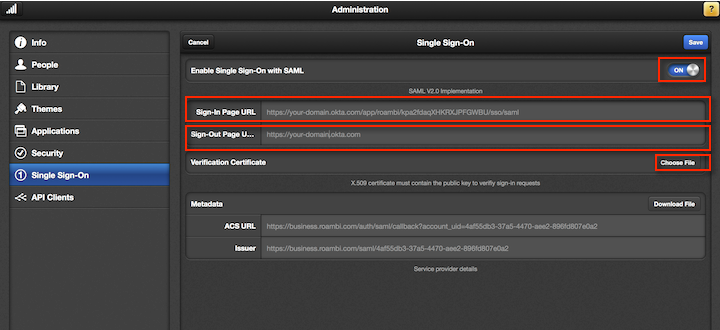 Administration
?
Info
People
Library
Themes
Applications
Security
1 Single Sign-On
API Clients
Cancel Single Sign-On Save
Enable Single Sign-On with SAML ON
SAML V2.0 Implementation
Sign-In Page URL https://your-domain.okta.com/app/roambi/kpa2fdaqXHKRXJPFGWBU/sso/saml
Sign-Out Page U... https://your-domain.okta.com
Verification Certificate Choose File
X.509 certificate must contain the public key to verifiy sign-in requests
Metadata Download File
ACS URL https://business.roambi.com/auth/saml/callback?account_uid=4af55db3-37a5-4470-aee2-896fd807e0a2
Issuer https://business.roambi.com/saml/4af55db3-37a5-4470-aee2-896fd807e0a2
Service provider details